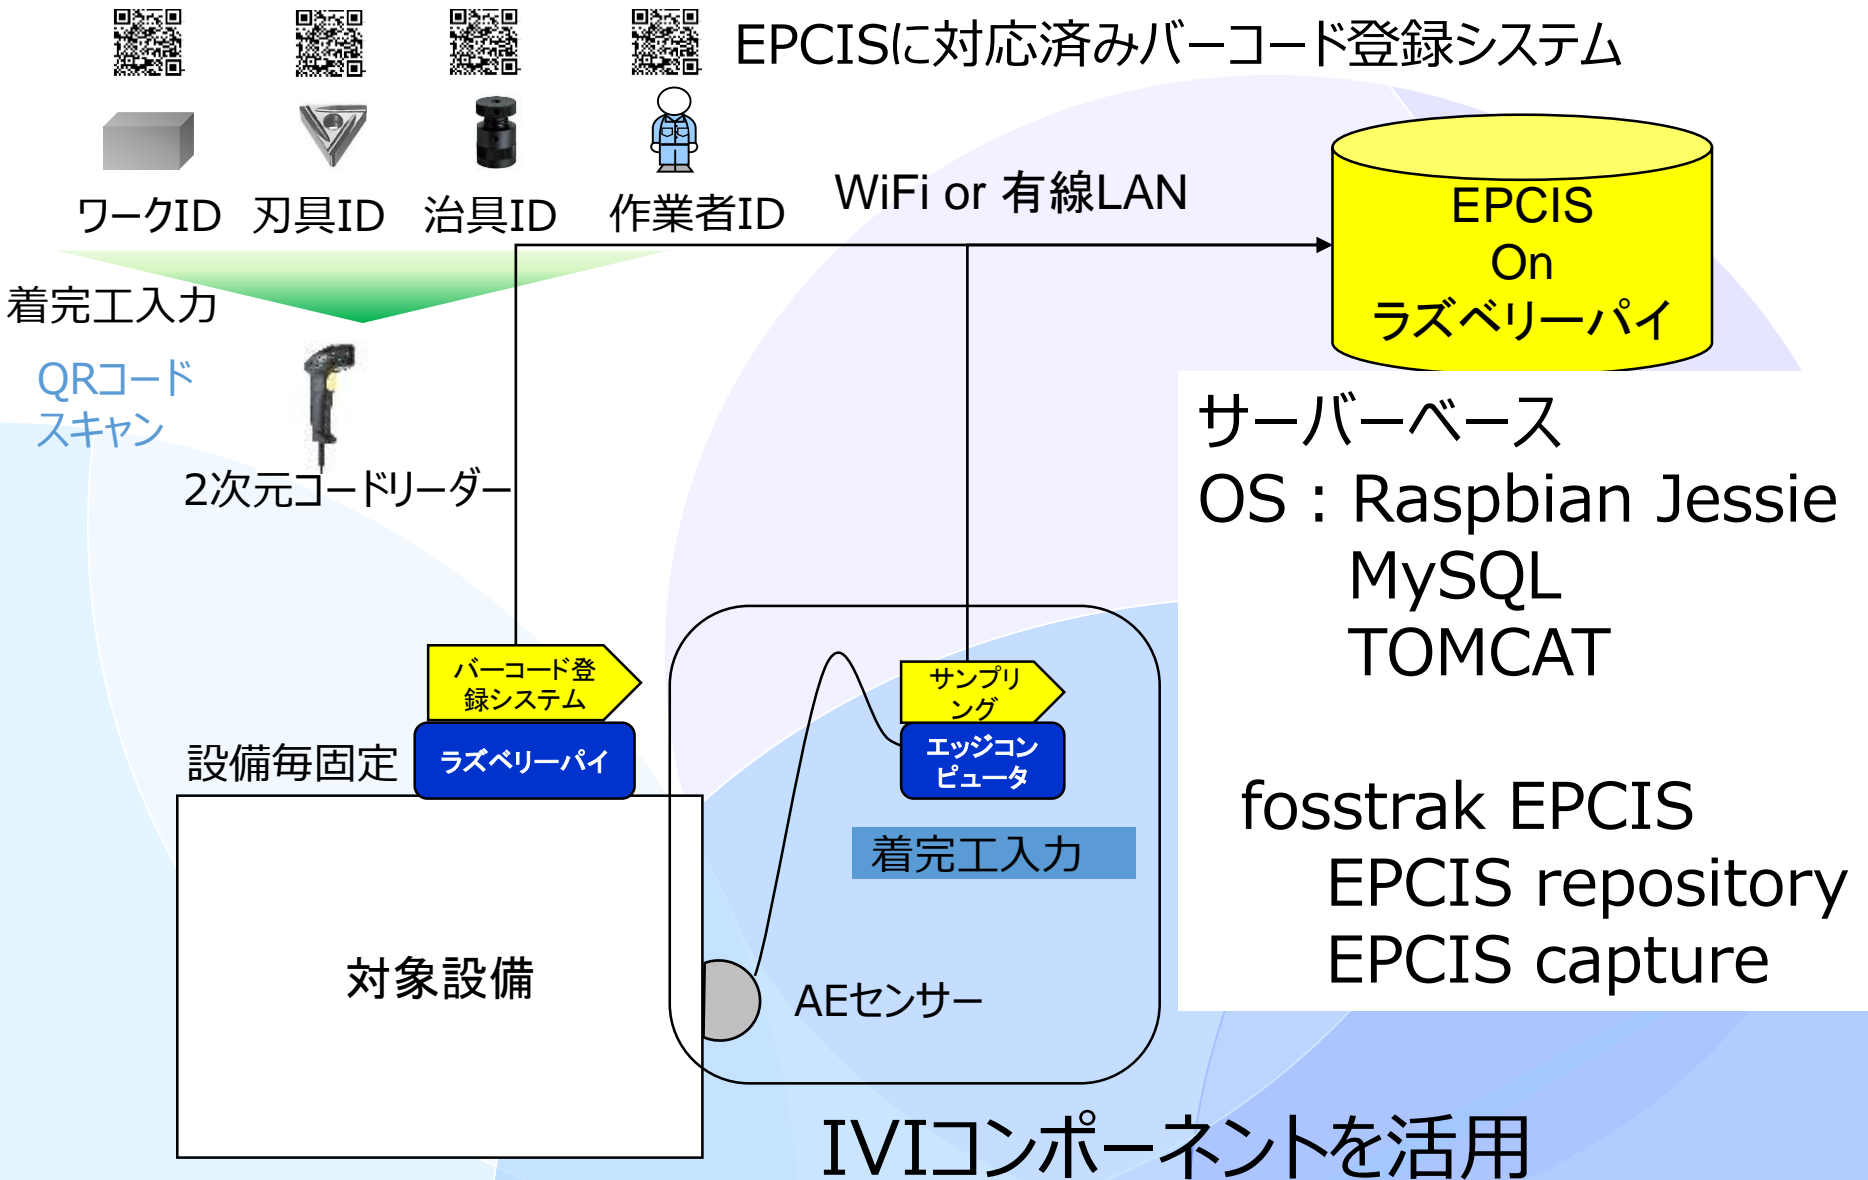 EPCISに対応済みバーコード登録システム
ワークID
刃具ID
治具ID
作業者ID
WiFi or 有線LAN
EPCIS
On
ラズベリーパイ
着完工入力
QRコード
スキャン
2次元コードリーダー
サーバーベース
OS：Raspbian Jessie
MySQL
TOMCAT
fosstrak EPCIS
EPCIS repository
EPCIS capture
バーコード登
録システム
ラズベリーパイ
設備毎固定
サンプリ
ング
エッジコン
ピュータ
着完工入力
対象設備
AEセンサー
IVIコンポーネントを活用